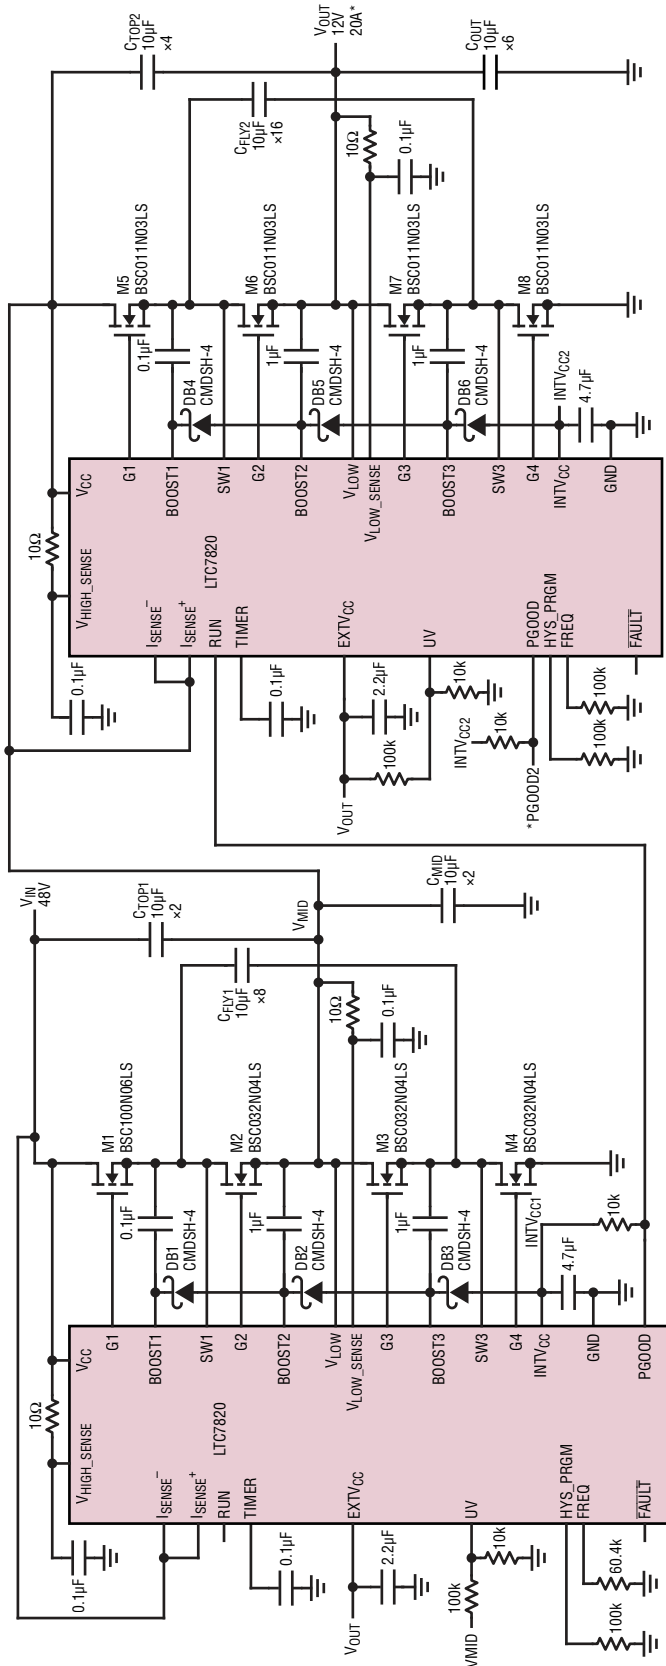 VIN
48V
CTOP1
10µF
×2
CFLY1
10µF
×8
VMID
CMID
10µF
×2
10Ω
0.1µF
M1
BSC100N06LS
M2
BSC032N04LS
M3
BSC032N04LS
M4
BSC032N04LS
0.1µF
1µF
1µF
DB1
CMDSH-4
DB2
CMDSH-4
DB3
CMDSH-4
INTVCC1
4.7µF
10k
10Ω
0.1µF
VHIGH_SENSE
VCC
G1
BOOST1
SW1
G2
BOOST2
VLOW
VLOW_SENSE
G3
BOOST3
SW3
G4
INTVCC
GND
PGOOD
LTC7820
ISENSE−
ISENSE+
RUN
TIMER
EXTVCC
UV
HYS_PRGM
FREQ
FAULT
0.1µF
VOUT
2.2µF
VMID
100k
10k
100k
60.4k
CTOP2
10µF
×4
VOUT
12V
20A*
COUT
10µF
×6
CFLY2
10µF
×16
10Ω
0.1µF
M5
BSC011N03LS
M6
BSC011N03LS
M7
BSC011N03LS
M8
BSC011N03LS
0.1µF
1µF
1µF
DB4
CMDSH-4
DB5
CMDSH-4
DB6
CMDSH-4
INTVCC2
4.7µF
10Ω
0.1µF
VHIGH_SENSE
VCC
G1
BOOST1
SW1
G2
BOOST2
VLOW
VLOW_SENSE
G3
BOOST3
SW3
G4
INTVCC
GND
LTC7820
ISENSE−
ISENSE+
RUN
TIMER
EXTVCC
UV
PGOOD
HYS_PRGM
FREQ
FAULT
0.1µF
VOUT
2.2µF
100k
10k
INTVCC2
10k
*PGOOD2
100k
100k